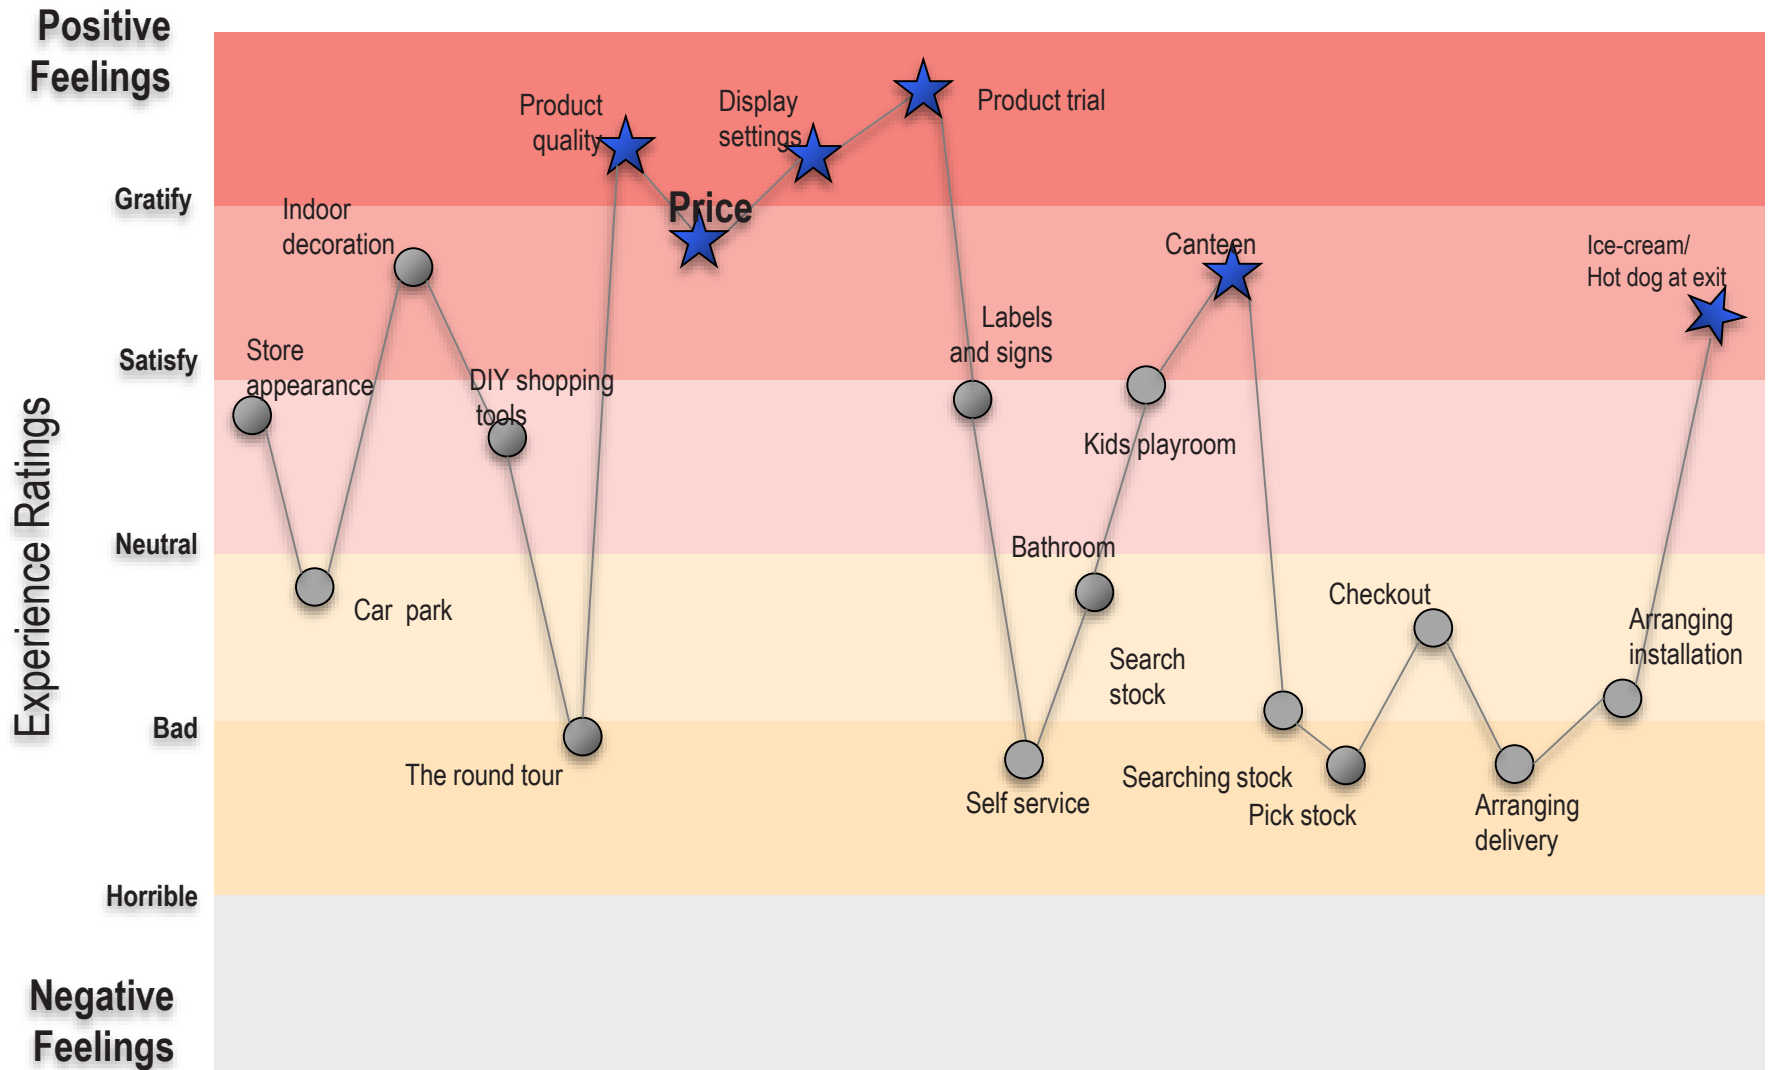 Positive
Feelings
Gratify
Satisfy
Neutral
Bad
Horrible
Negative
Feelings
Experience Ratings
Store
appearance
Car park
Indoor
decoration
DIY shopping
tools
The round tour
Product
quality
Price
Display
settings
Product trial
Labels
and signs
Self service
Bathroom
Kids playroom
Canteen
Search
stock
Searching stock
Pick stock
Checkout
Arranging
delivery
Arranging
installation
Ice-cream/
Hot dog at exit